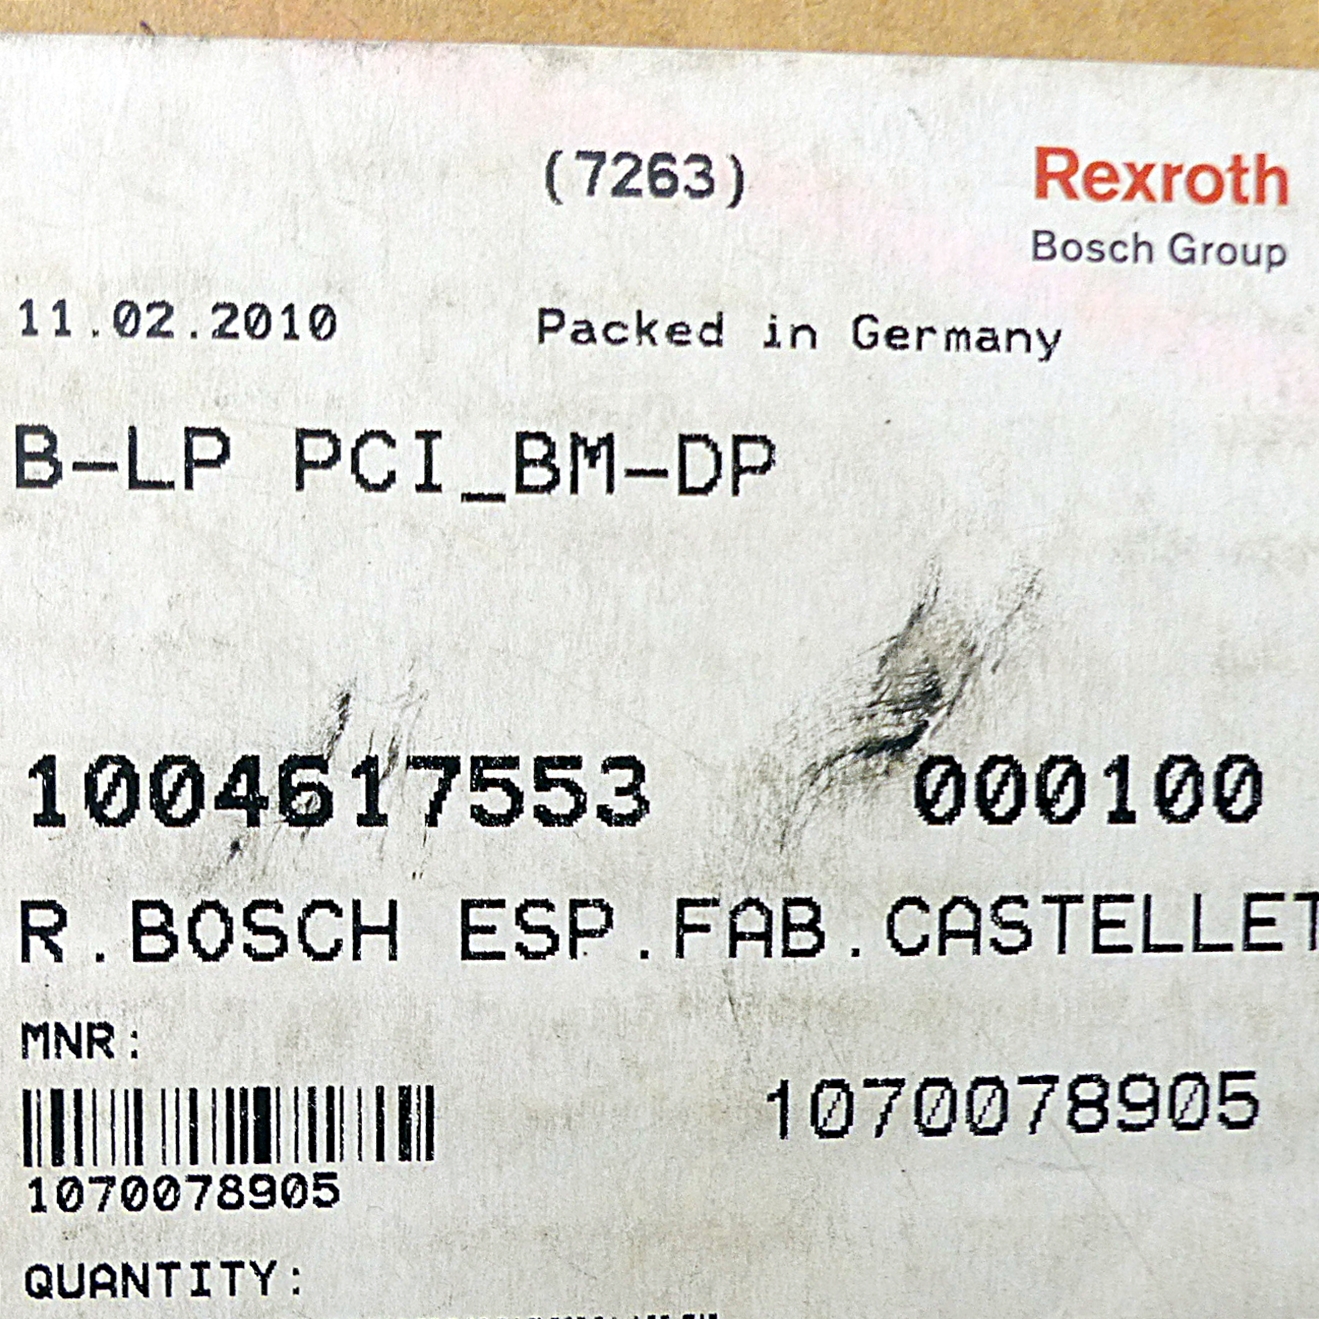 (7263)
Rexroth
Bosch Group
11.02.2010 Packed in Germany
B-LP PCI_BM-DP
1004617553 000100
R.BOSCH ESP.FAB.CASTELLET
MNR:
1070078905
1070078905
QUANTITY: